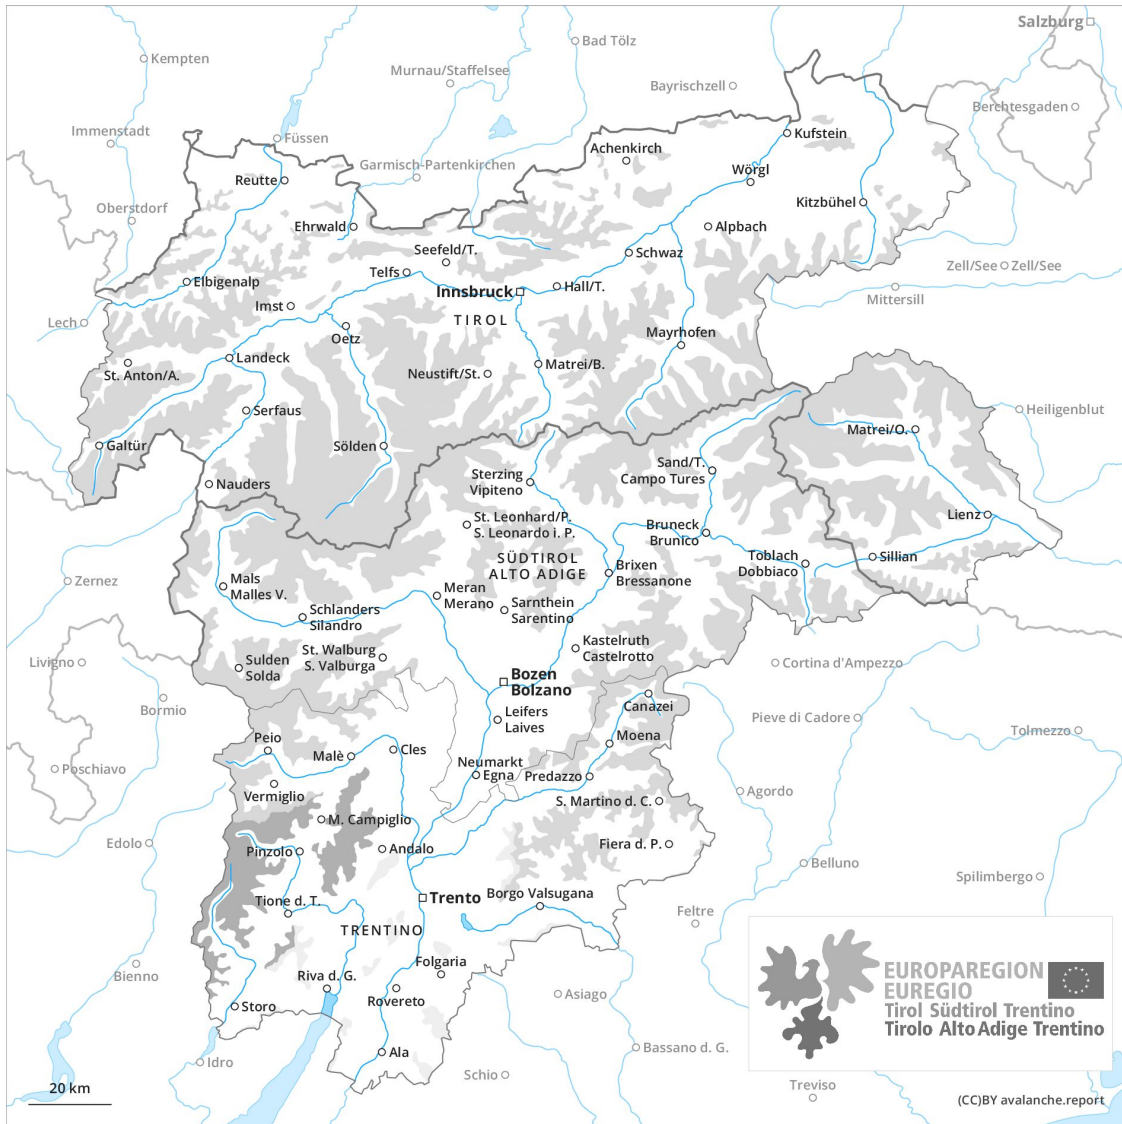 Salzburg
Bad Tölz
Kempten
Murnau/Staffelsee
Bayrischzell
Berchtesgaden
Immenstadt
Füssen
Kufstein
Achenkirch
Garmisch-Partenkirchen
Wörgl
Reutte
Kitzbühel
Oberstdorf
Ehrwald
Alpbach
Seefeld/T.
Schwaz
Telfs
Zell/See
Zell/See
Elbigenalp
Hall/T.
Innsbruck
Mittersill
Imst
TIROL
Lech
Oetz
Mayrhofen
Landeck
Matrei/B.
St. Anton/A.
Neustift/St.
Serfaus
Heiligenblut
Matrei/O.
Galtür
Sölden
Sand/T.
Campo Tures
Sterzing
Vipiteno
Nauders
St. Leonhard/P.
S. Leonardo i. P.
Lienz
Bruneck
Brunico
SÜDTIROL
ALTO ADIGE
Toblach
Dobbiaco
Sillian
Brixen
Bressanone
Zernez
Mals
Malles V.
Meran
Merano
Sarnthein
Sarentino
Schlanders
Silandro
Kastelruth
Castelrotto
St. Walburg
S. Valburga
Livigno
Sulden
Solda
Cortina d'Ampezzo
Bozen
Bolzano
Bormio
Canazei
Leifers
Laives
Pieve di Cadore
Tolmezzo
Peio
Moena
Malè
Cles
Neumarkt
Egna
Predazzo
Poschiavo
Vermiglio
Agordo
S. Martino d. C.
M. Campiglio
Edolo
Pinzolo
Andalo
Fiera d. P.
Belluno
Spilimbergo
Tione d. T.
Trento
Borgo Valsugana
Feltre
TRENTINO
Folgaria
Bienno
Riva d. G.
Rovereto
Asiago
Storo
EUROPAREGION
EUREGIO
Tirol Südtirol Trentino
Tirolo Alto Adige Trentino
Idro
Ala
Bassano d. G.
Schio
Treviso
20 km
(CC)BY avalanche.report